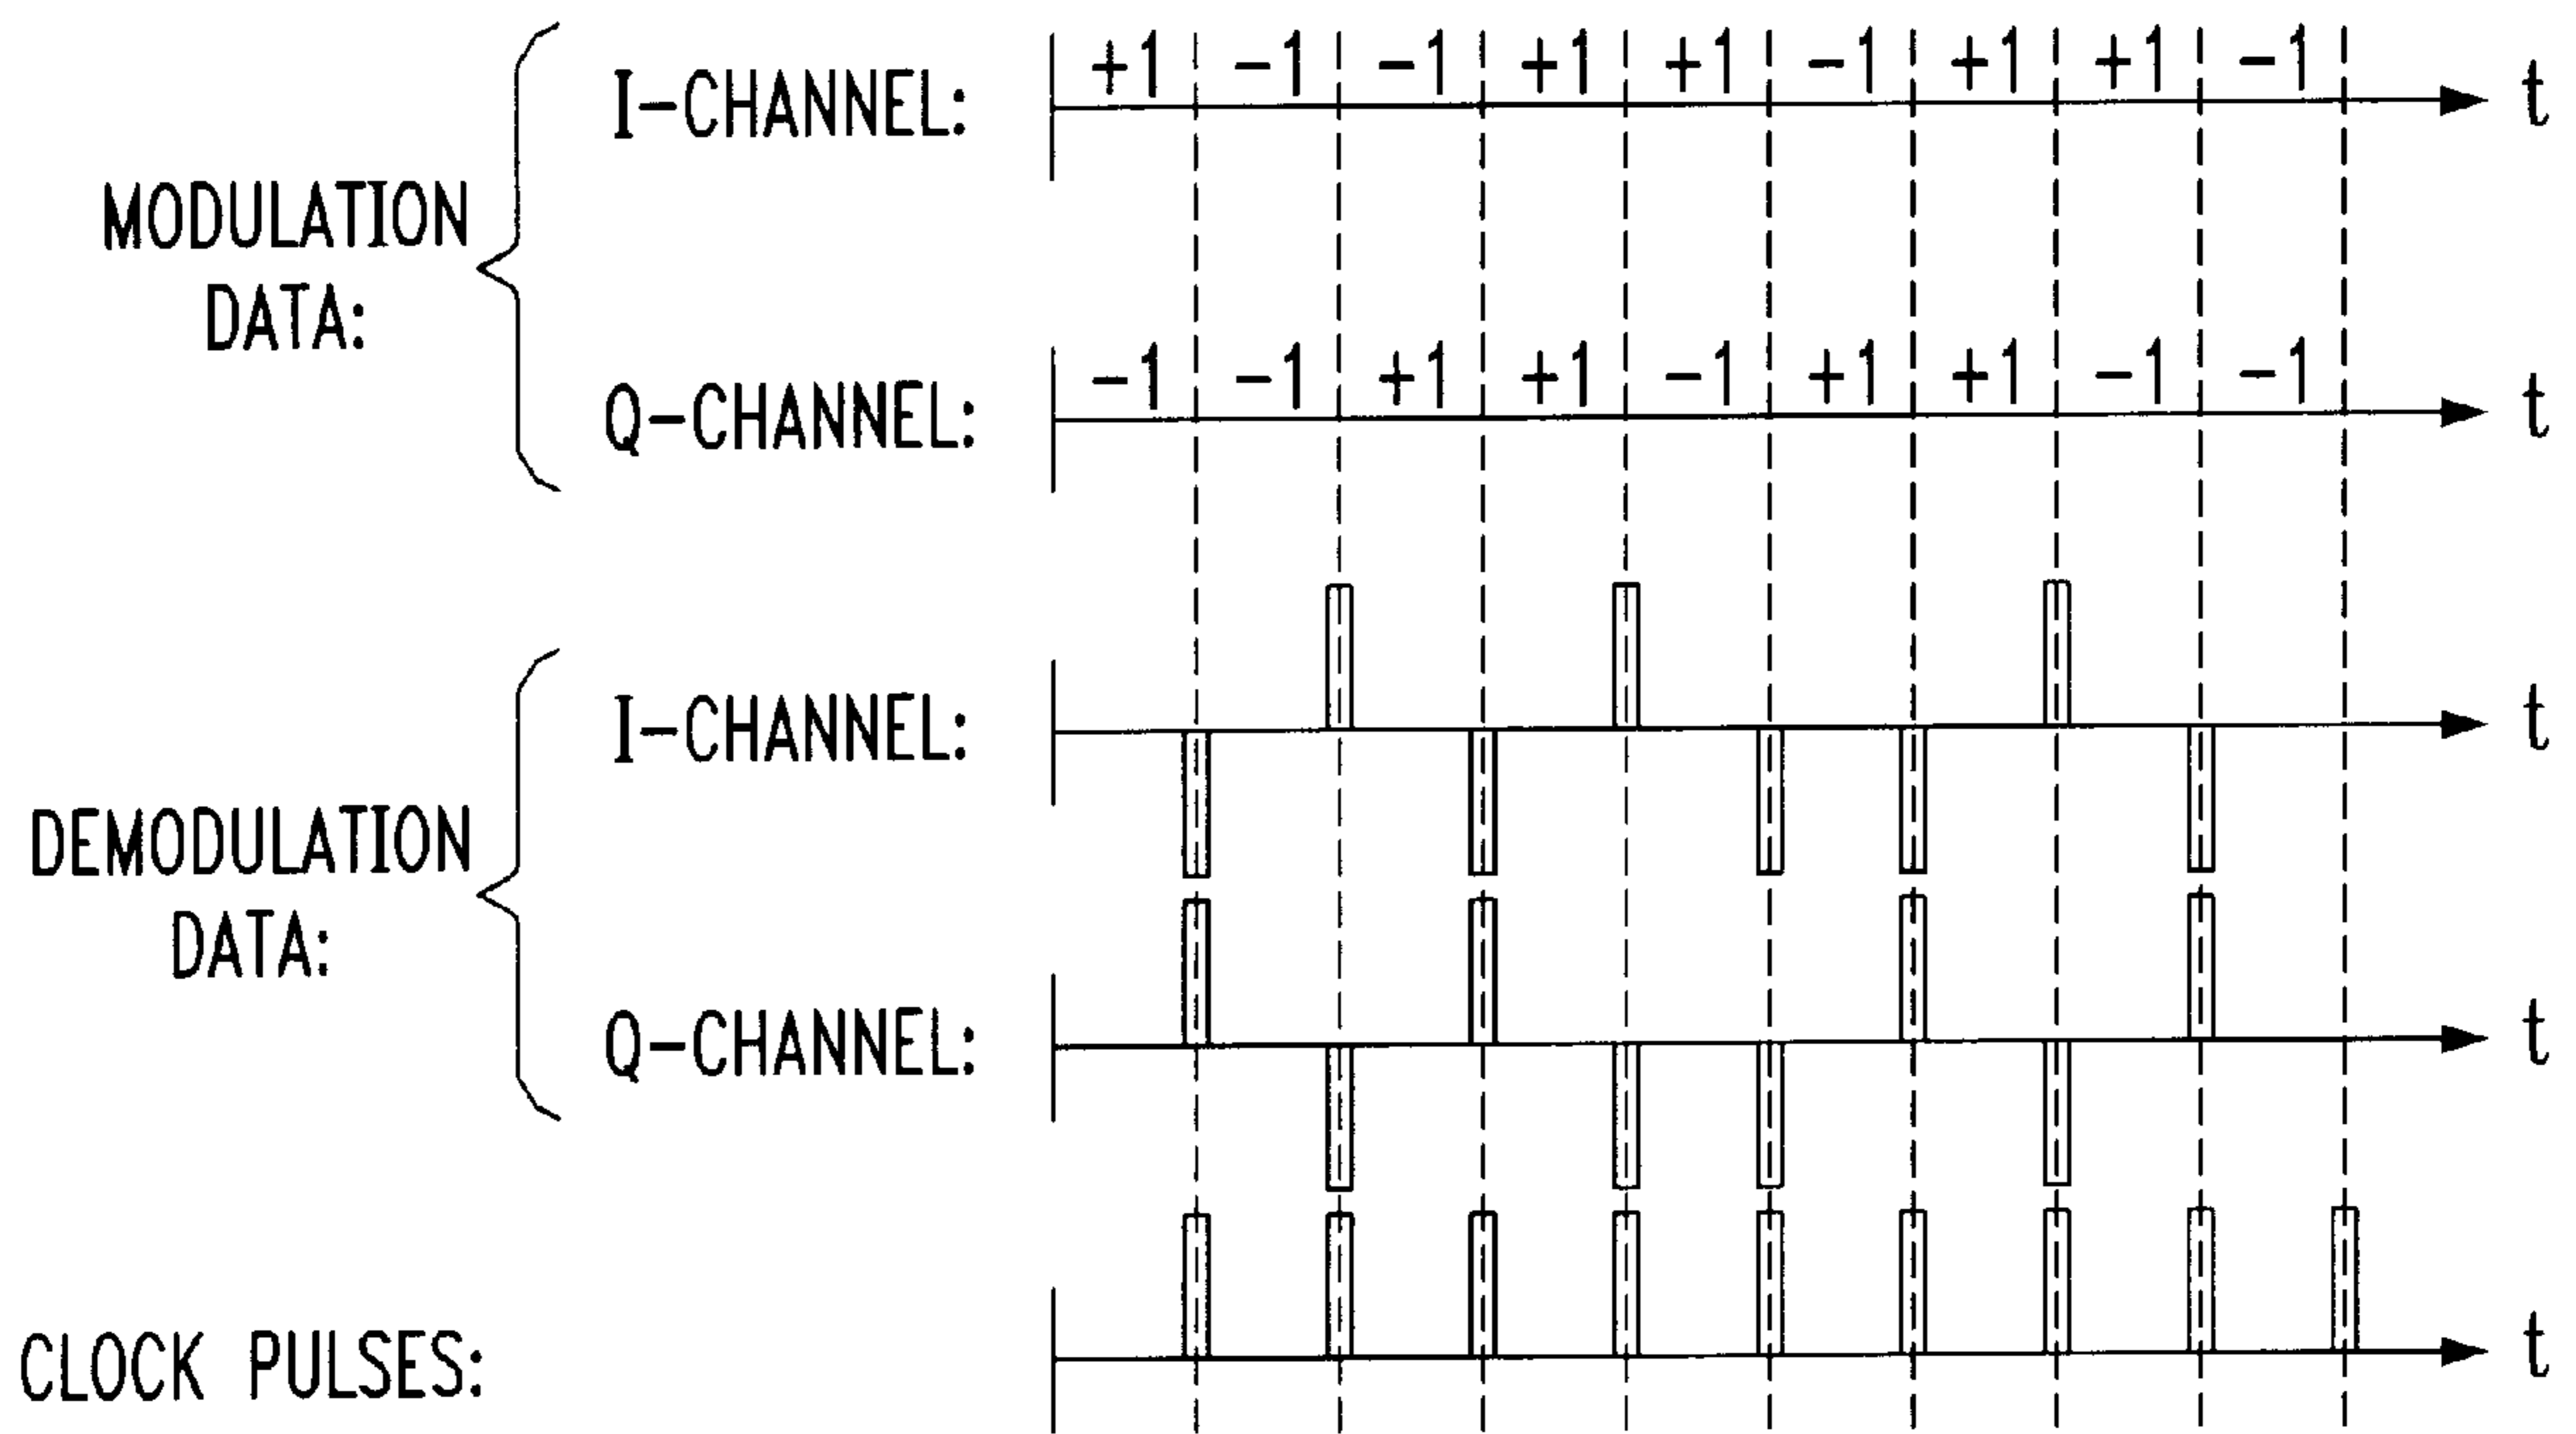 I-CHANNEL: +1 -1 -1 +1 +1 -1 +1 +1 -1 t
MODULATION
DATA:
Q-CHANNEL: -1 -1 +1 +1 -1 +1 +1 -1 -1 t
I-CHANNEL: t
DEMODULATION
DATA:
Q-CHANNEL: t
CLOCK PULSES: t